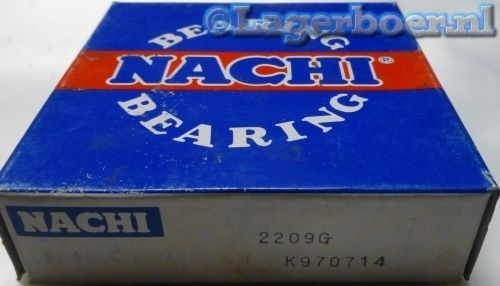 ©Lagerboer.nl
BEARING
NACHI®
BEARING
NACHI
2209G
K970714